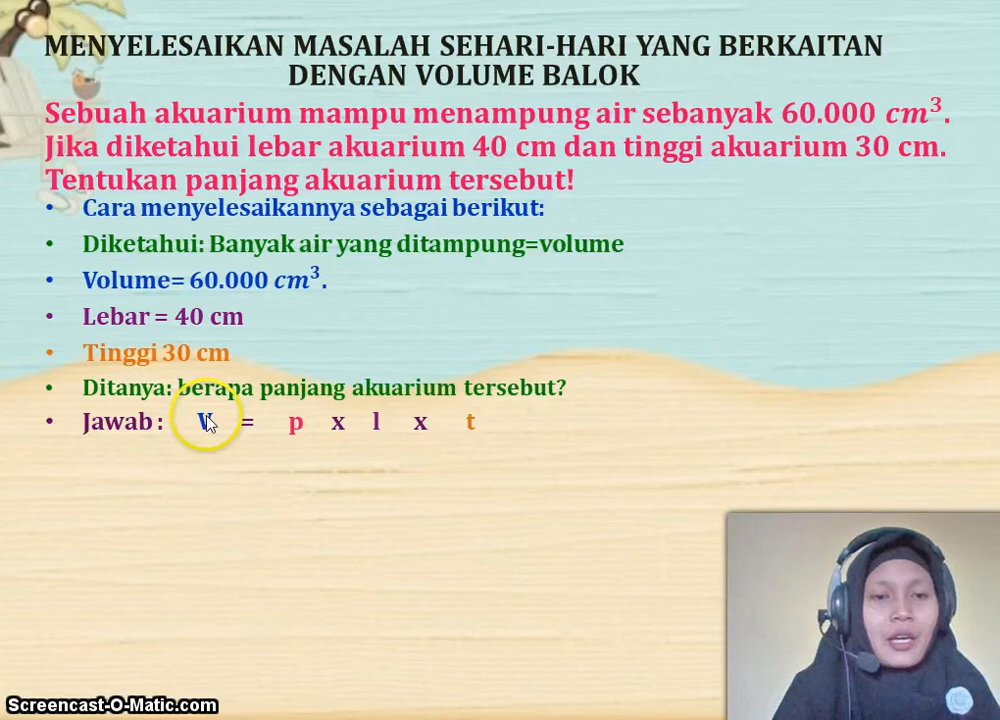 MENYELESAIKAN MASALAH SEHARI-HARI YANG BERKAITAN
DENGAN VOLUME BALOK
Sebuah akuarium mampu menampung air sebanyak 60.000 cm³.
Jika diketahui lebar akuarium 40 cm dan tinggi akuarium 30 cm.
Tentukan panjang akuarium tersebut!
• Cara menyelesaikannya sebagai berikut:
• Diketahui: Banyak air yang ditampung=volume
• Volume= 60.000 cm³.
• Lebar = 40 cm
• Tinggi 30 cm
• Ditanya: berapa panjang akuarium tersebut?
• Jawab : V = p x l x t
Screencast-O-Matic.com